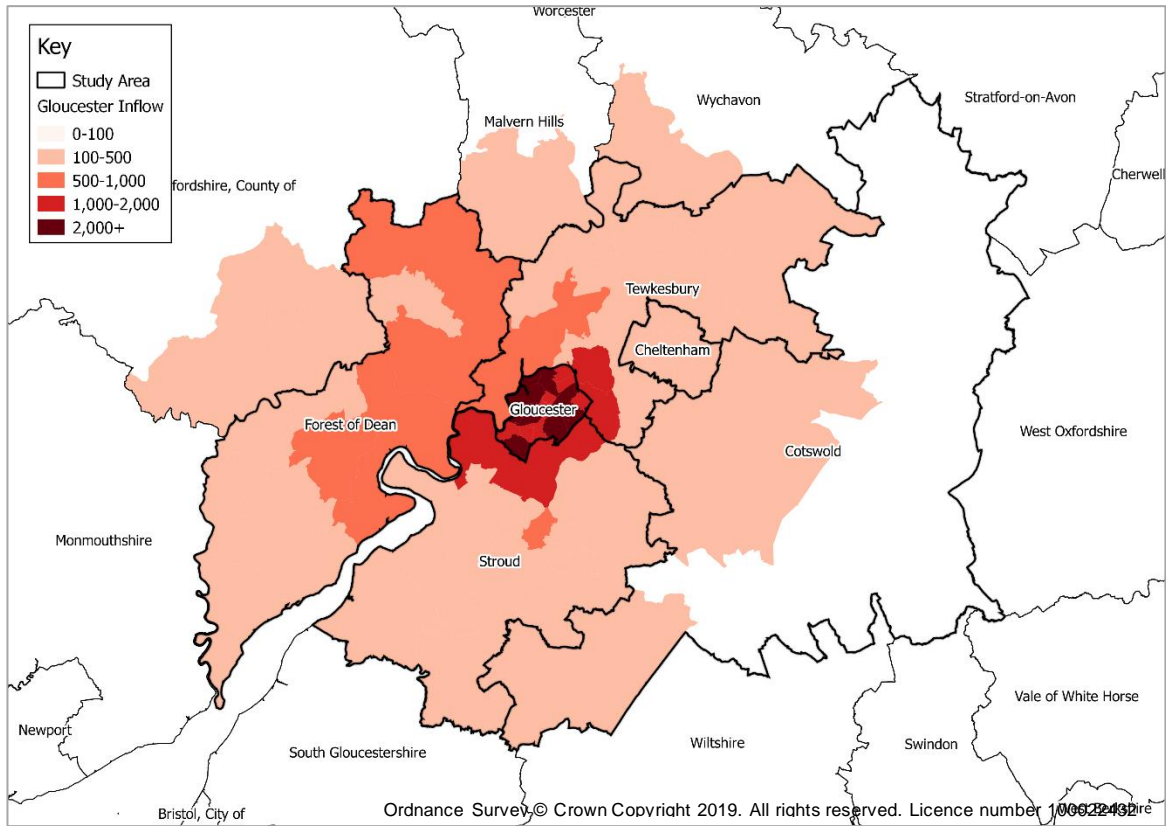 Key
Study Area
Gloucester Inflow
0-100
100-500
500-1,000
1,000-2,000
2,000+
Worcester
Wychavon
Stratford-on-Avon
Malvern Hills
Cherwell
fordshire, County of
Tewkesbury
Cheltenham
Gloucester
Forest of Dean
Cotswold
West Oxfordshire
Monmouthshire
Stroud
Vale of White Horse
Newport
South Gloucestershire
Wiltshire
Swindon
Bristol, City of
Ordnance Survey © Crown Copyright 2019. All rights reserved. Licence number 100022432